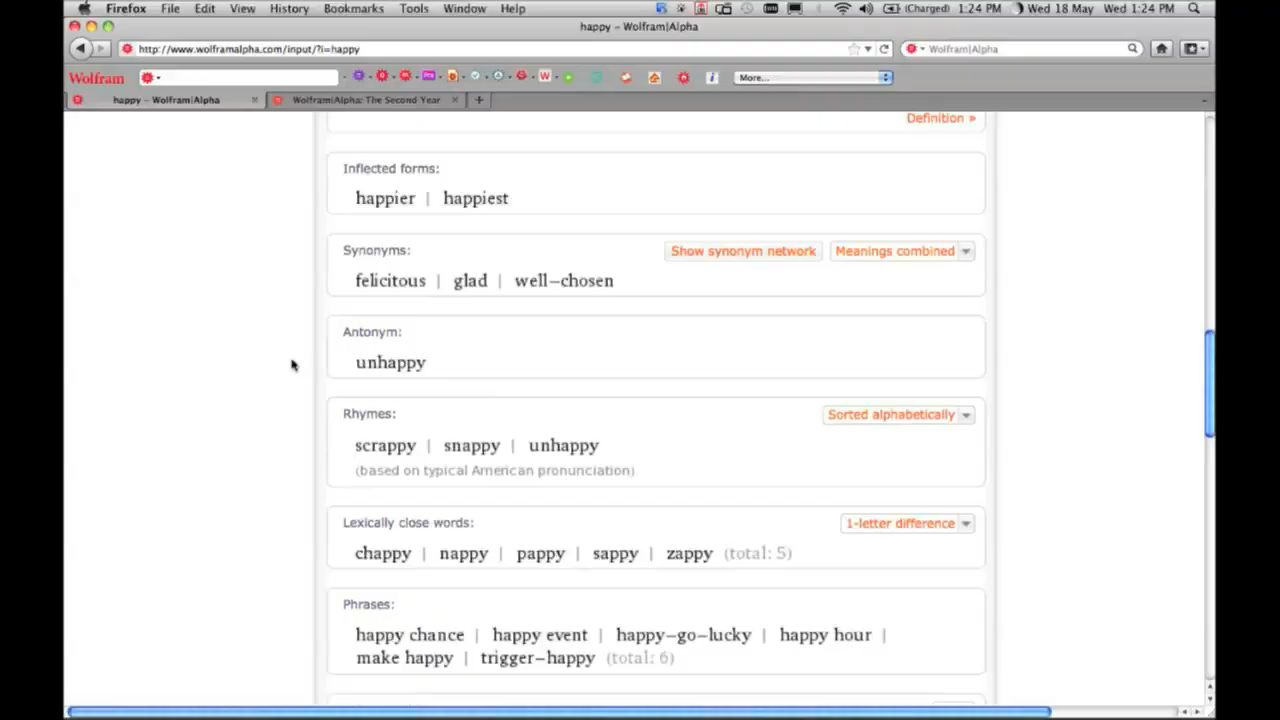 Firefox File Edit View History Bookmarks Tools Window Help (Charged) 1:24 PM Wed 18 May Wed 1:24 PM
happy – Wolfram|Alpha
http://www.wolframalpha.com/input/?i=happy Wolfram|Alpha
Wolfram More...
happy – Wolfram|Alpha Wolfram|Alpha: The Second Year
Definition »
Inflected forms:
happier | happiest
Synonyms: Show synonym network Meanings combined
felicitous | glad | well–chosen
Antonym:
unhappy
Rhymes: Sorted alphabetically
scrappy | snappy | unhappy
(based on typical American pronunciation)
Lexically close words: 1-letter difference
chappy | nappy | pappy | sappy | zappy (total: 5)
Phrases:
happy chance | happy event | happy–go–lucky | happy hour |
make happy | trigger–happy (total: 6)